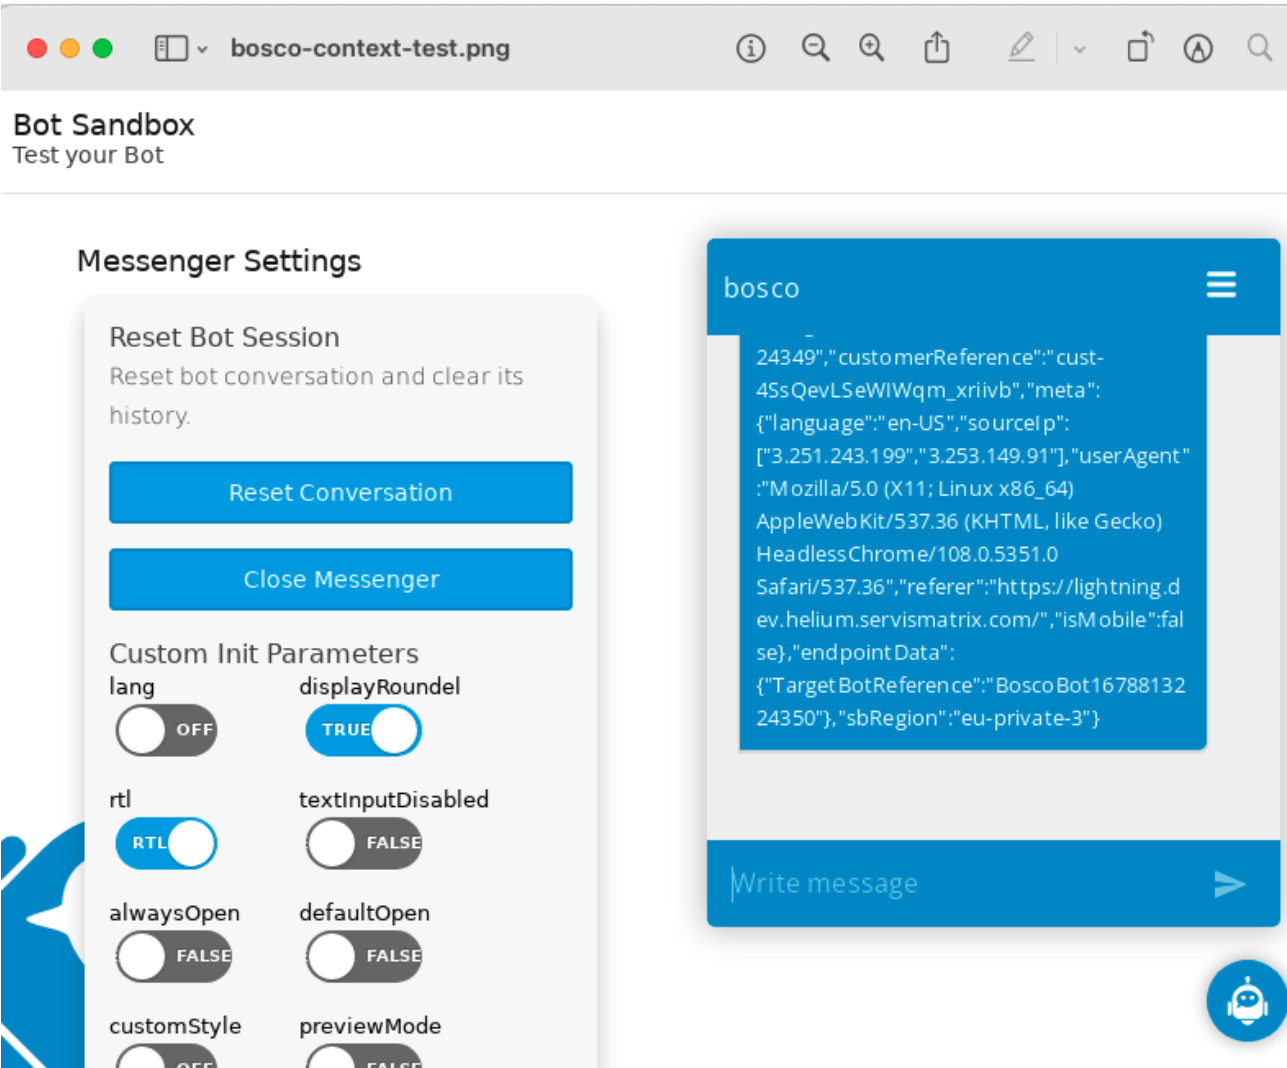 bosco-context-test.png
Bot Sandbox
Test your Bot
Messenger Settings
Reset Bot Session
Reset bot conversation and clear its
history.
Reset Conversation
Close Messenger
Custom Init Parameters
lang displayRoundel
OFF TRUE
rtl textInputDisabled
RTL FALSE
alwaysOpen defaultOpen
FALSE FALSE
customStyle previewMode
OFF FALSE
bosco
24349","customerReference":"cust-
4SsQevLSeWIWqm_xriivb","meta":
{"language":"en-US","sourceIp":
["3.251.243.199","3.253.149.91"],"userAgent"
:"Mozilla/5.0 (X11; Linux x86_64)
AppleWebKit/537.36 (KHTML, like Gecko)
HeadlessChrome/108.0.5351.0
Safari/537.36","referer":"https://lightning.d
ev.helium.servismatrix.com/","isMobile":fal
se},"endpointData":
{"TargetBotReference":"BoscoBot16788132
24350"},"sbRegion":"eu-private-3"}
Write message